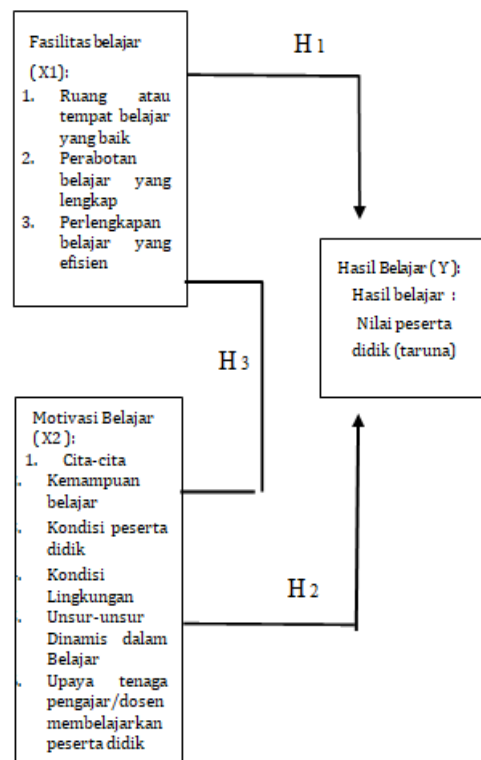 Fasilitas belajar
(X1):
1. Ruang atau
tempat belajar
yang baik
2. Perabotan
belajar yang
lengkap
3. Perlengkapan
belajar yang
efisien
H 1
Hasil Belajar ( Y ):
Hasil belajar :
Nilai peserta
didik (taruna)
H 3
Motivasi Belajar
( X2 ):
1. Cita-cita
Kemampuan
belajar
Kondisi peserta
didik
Kondisi
Lingkungan
Unsur-unsur
Dinamis dalam
Belajar
Upaya tenaga
pengajar/dosen
membelajarkan
peserta didik
H 2